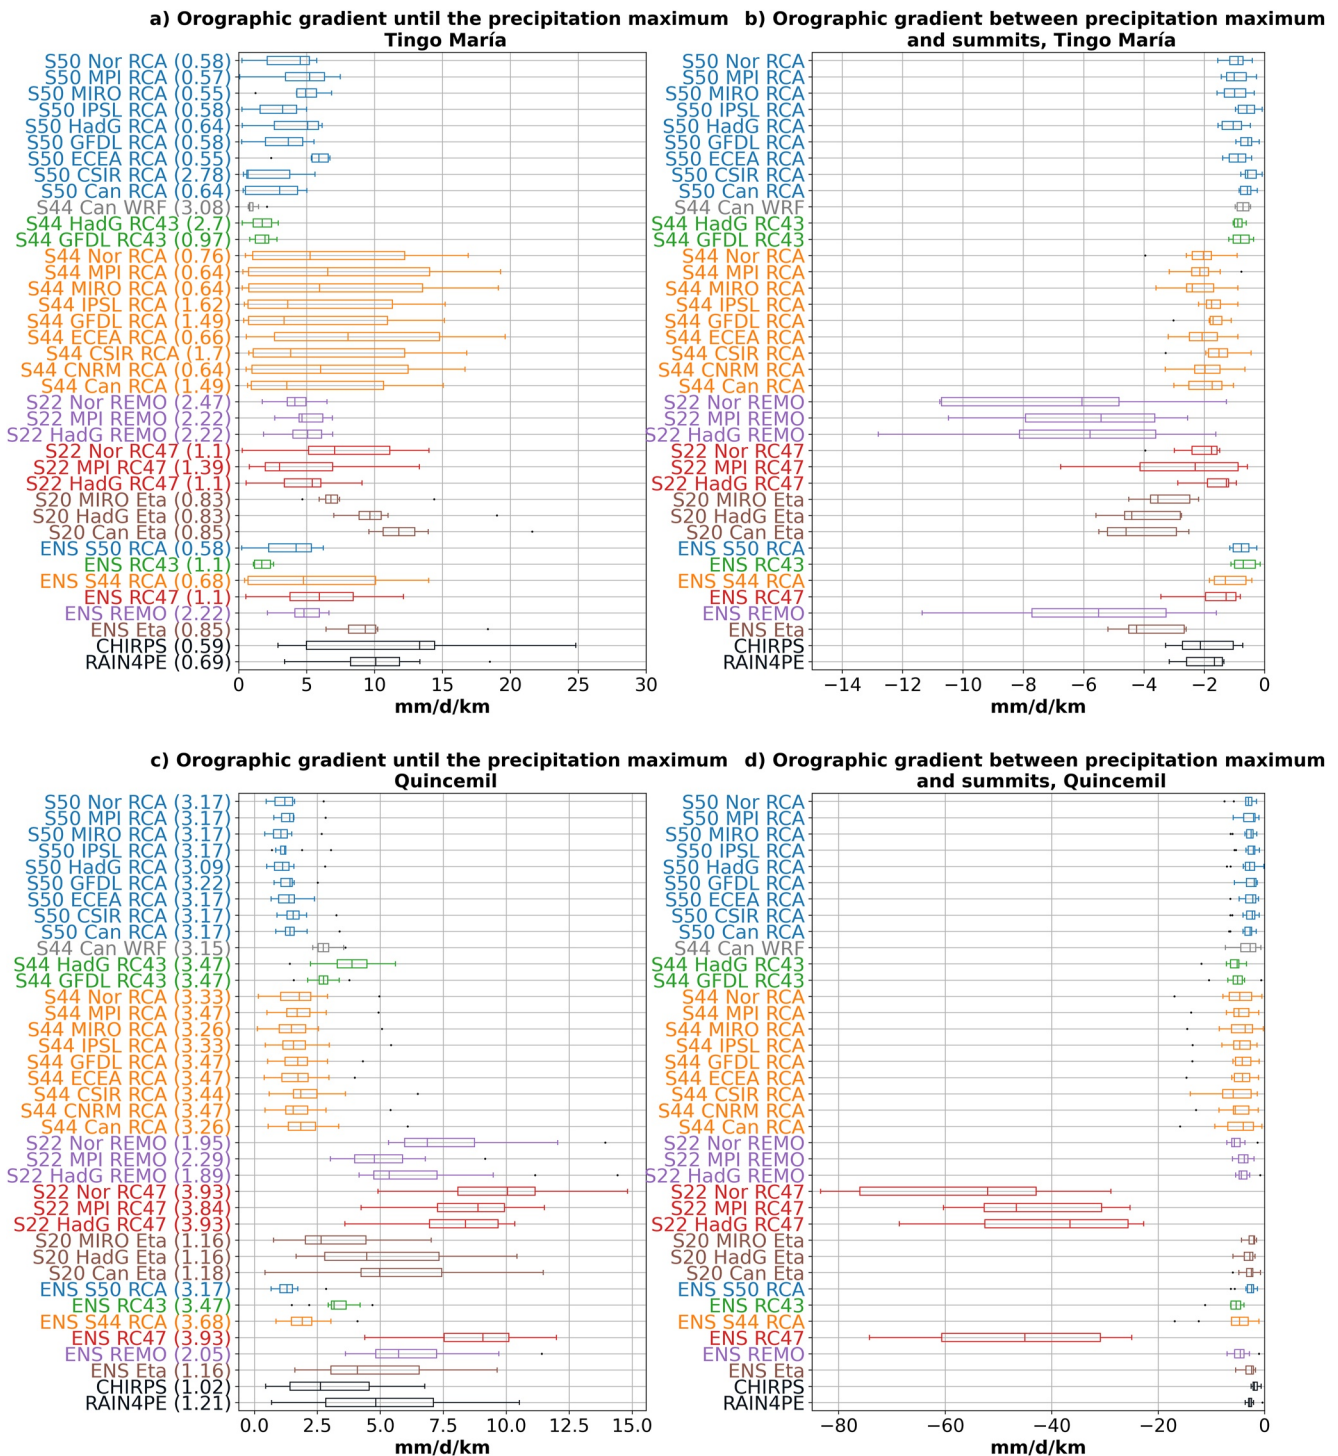 a) Orographic gradient until the precipitation maximum
Tingo María
S50 Nor RCA (0.58)
S50 MPI RCA (0.57)
S50 MIRO RCA (0.55)
S50 IPSL RCA (0.58)
S50 HadG RCA (0.64)
S50 GFDL RCA (0.58)
S50 ECEA RCA (0.55)
S50 CSIR RCA (2.78)
S50 Can RCA (0.64)
S44 Can WRF (3.08)
S44 HadG RC43 (2.7)
S44 GFDL RC43 (0.97)
S44 Nor RCA (0.76)
S44 MPI RCA (0.64)
S44 MIRO RCA (0.64)
S44 IPSL RCA (1.62)
S44 GFDL RCA (1.49)
S44 ECEA RCA (0.66)
S44 CSIR RCA (1.7)
S44 CNRM RCA (0.64)
S44 Can RCA (1.49)
S22 Nor REMO (2.47)
S22 MPI REMO (2.22)
S22 HadG REMO (2.22)
S22 Nor RC47 (1.1)
S22 MPI RC47 (1.39)
S22 HadG RC47 (1.1)
S20 MIRO Eta (0.83)
S20 HadG Eta (0.83)
S20 Can Eta (0.85)
ENS S50 RCA (0.58)
ENS RC43 (1.1)
ENS S44 RCA (0.68)
ENS RC47 (1.1)
ENS REMO (2.22)
ENS Eta (0.85)
CHIRPS (0.59)
RAIN4PE (0.69)
0 5 10 15 20 25 30
mm/d/km
b) Orographic gradient between precipitation maximum
and summits, Tingo María
S50 Nor RCA
S50 MPI RCA
S50 MIRO RCA
S50 IPSL RCA
S50 HadG RCA
S50 GFDL RCA
S50 ECEA RCA
S50 CSIR RCA
S50 Can RCA
S44 Can WRF
S44 HadG RC43
S44 GFDL RC43
S44 Nor RCA
S44 MPI RCA
S44 MIRO RCA
S44 IPSL RCA
S44 GFDL RCA
S44 ECEA RCA
S44 CSIR RCA
S44 CNRM RCA
S44 Can RCA
S22 Nor REMO
S22 MPI REMO
S22 HadG REMO
S22 Nor RC47
S22 MPI RC47
S22 HadG RC47
S20 MIRO Eta
S20 HadG Eta
S20 Can Eta
ENS S50 RCA
ENS RC43
ENS S44 RCA
ENS RC47
ENS REMO
ENS Eta
CHIRPS
RAIN4PE
−14 −12 −10 −8 −6 −4 −2 0
mm/d/km
c) Orographic gradient until the precipitation maximum
Quincemil
S50 Nor RCA (3.17)
S50 MPI RCA (3.17)
S50 MIRO RCA (3.17)
S50 IPSL RCA (3.17)
S50 HadG RCA (3.09)
S50 GFDL RCA (3.22)
S50 ECEA RCA (3.17)
S50 CSIR RCA (3.17)
S50 Can RCA (3.17)
S44 Can WRF (3.15)
S44 HadG RC43 (3.47)
S44 GFDL RC43 (3.47)
S44 Nor RCA (3.33)
S44 MPI RCA (3.47)
S44 MIRO RCA (3.26)
S44 IPSL RCA (3.33)
S44 GFDL RCA (3.47)
S44 ECEA RCA (3.47)
S44 CSIR RCA (3.44)
S44 CNRM RCA (3.47)
S44 Can RCA (3.26)
S22 Nor REMO (1.95)
S22 MPI REMO (2.29)
S22 HadG REMO (1.89)
S22 Nor RC47 (3.93)
S22 MPI RC47 (3.84)
S22 HadG RC47 (3.93)
S20 MIRO Eta (1.16)
S20 HadG Eta (1.16)
S20 Can Eta (1.18)
ENS S50 RCA (3.17)
ENS RC43 (3.47)
ENS S44 RCA (3.68)
ENS RC47 (3.93)
ENS REMO (2.05)
ENS Eta (1.16)
CHIRPS (1.02)
RAIN4PE (1.21)
0.0 2.5 5.0 7.5 10.0 12.5 15.0
mm/d/km
d) Orographic gradient between precipitation maximum
and summits, Quincemil
S50 Nor RCA
S50 MPI RCA
S50 MIRO RCA
S50 IPSL RCA
S50 HadG RCA
S50 GFDL RCA
S50 ECEA RCA
S50 CSIR RCA
S50 Can RCA
S44 Can WRF
S44 HadG RC43
S44 GFDL RC43
S44 Nor RCA
S44 MPI RCA
S44 MIRO RCA
S44 IPSL RCA
S44 GFDL RCA
S44 ECEA RCA
S44 CSIR RCA
S44 CNRM RCA
S44 Can RCA
S22 Nor REMO
S22 MPI REMO
S22 HadG REMO
S22 Nor RC47
S22 MPI RC47
S22 HadG RC47
S20 MIRO Eta
S20 HadG Eta
S20 Can Eta
ENS S50 RCA
ENS RC43
ENS S44 RCA
ENS RC47
ENS REMO
ENS Eta
CHIRPS
RAIN4PE
−80 −60 −40 −20 0
mm/d/km